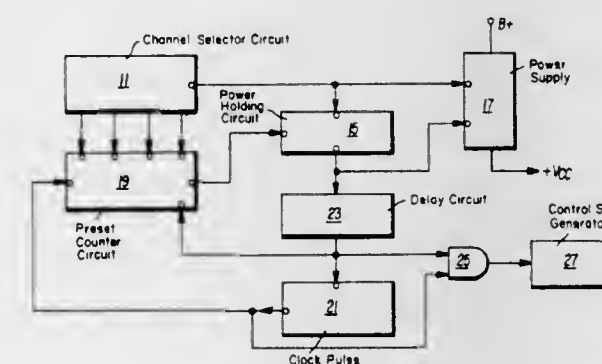 Channel Selector Circuit
B+
11
Power
Supply
Power
Holding
Circuit
15
17
+VCC
19
23
Delay Circuit
Preset
Counter
Circuit
Control S
Generato
25
27
21
Clock Pulse